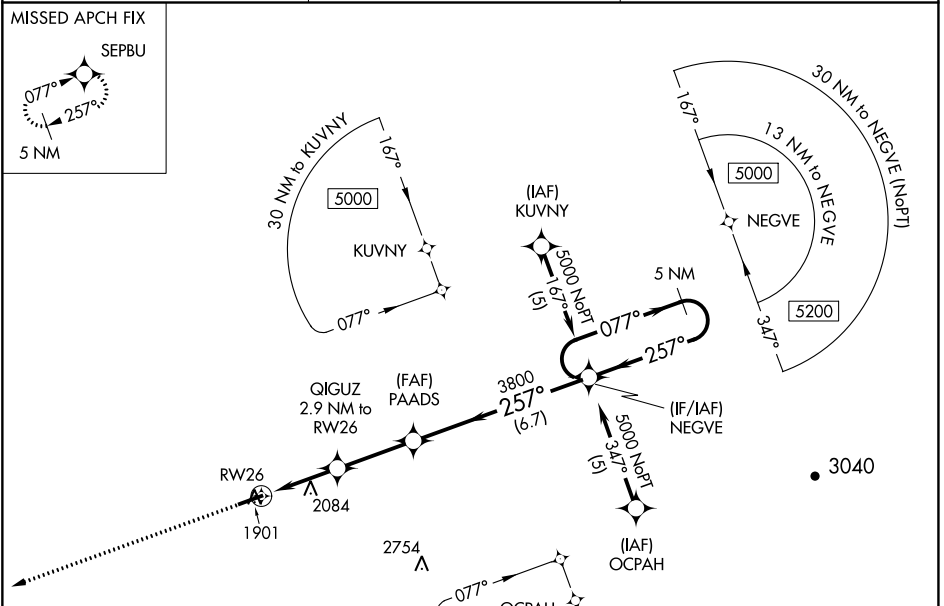 MISSED APCH FIX
SEPBU
077°
257°
5 NM
30 NM to KUVNY
5000
167°
KUVNY
077°
(IAF)
KUVNY
5000 NoPT
167°
(5)
30 NM to NEGVE (NoPT)
13 NM to NEGVE
167°
5000
NEGVE
5200
347°
5 NM
077°
257°
3800
257°
(6.7)
(IF/IAF)
NEGVE
(FAF)
PAADS
QIGUZ
2.9 NM to
RW26
RW26
2084
1901
2754
5000 NoPT
347°
(5)
(IAF)
OCPAH
3040
077°
OCPAH